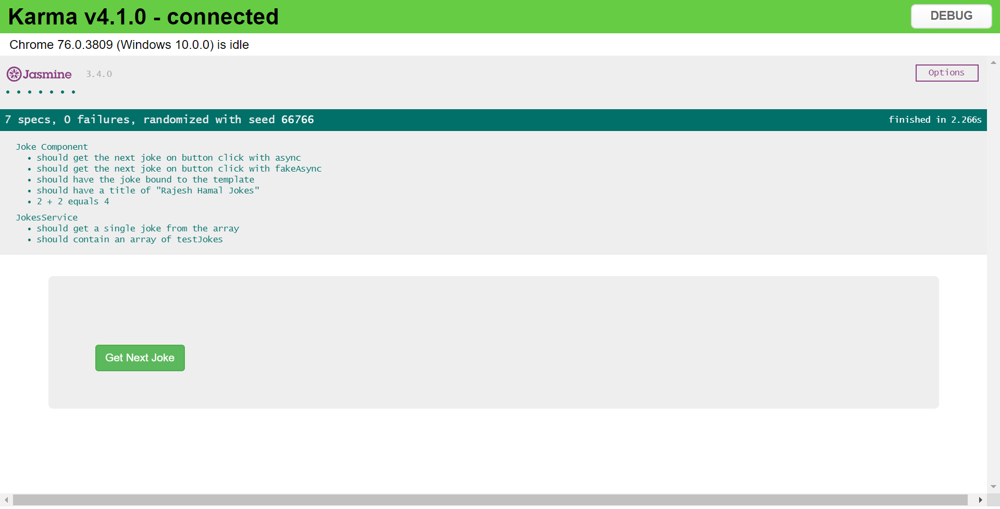 Karma v4.1.0 - connected
DEBUG
Chrome 76.0.3809 (Windows 10.0.0) is idle
Jasmine 3.4.0
Options
7 specs, 0 failures, randomized with seed 66766
finished in 2.266s
Joke Component
• should get the next joke on button click with async
• should get the next joke on button click with fakeAsync
• should have the joke bound to the template
• should have a title of "Rajesh Hamal Jokes"
• 2 + 2 equals 4
JokesService
• should get a single joke from the array
• should contain an array of testJokes
Get Next Joke